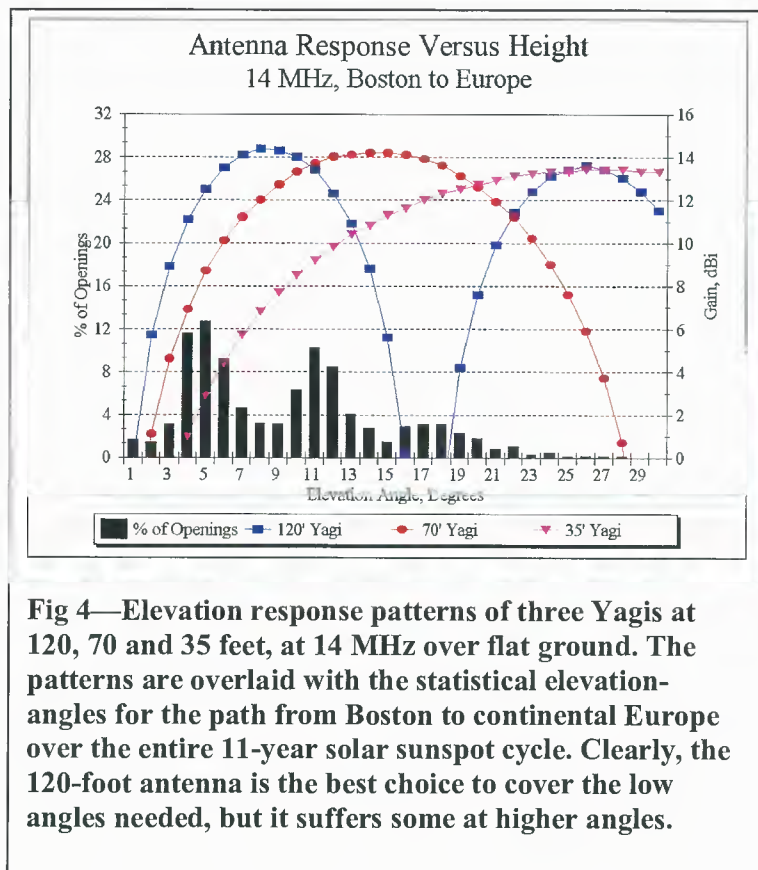 Antenna Response Versus Height
14 MHz, Boston to Europe
32
28
24
20
16
12
8
4
0
% of Openings
16
14
12
10
8
6
4
2
0
Gain, dBi
1 3 5 7 9 11 13 15 17 19 21 23 25 27 29
Elevation Angle, Degrees
% of Openings 120' Yagi 70' Yagi 35' Yagi
Fig 4—Elevation response patterns of three Yagis at
120, 70 and 35 feet, at 14 MHz over flat ground. The
patterns are overlaid with the statistical elevation-
angles for the path from Boston to continental Europe
over the entire 11-year solar sunspot cycle. Clearly, the
120-foot antenna is the best choice to cover the low
angles needed, but it suffers some at higher angles.